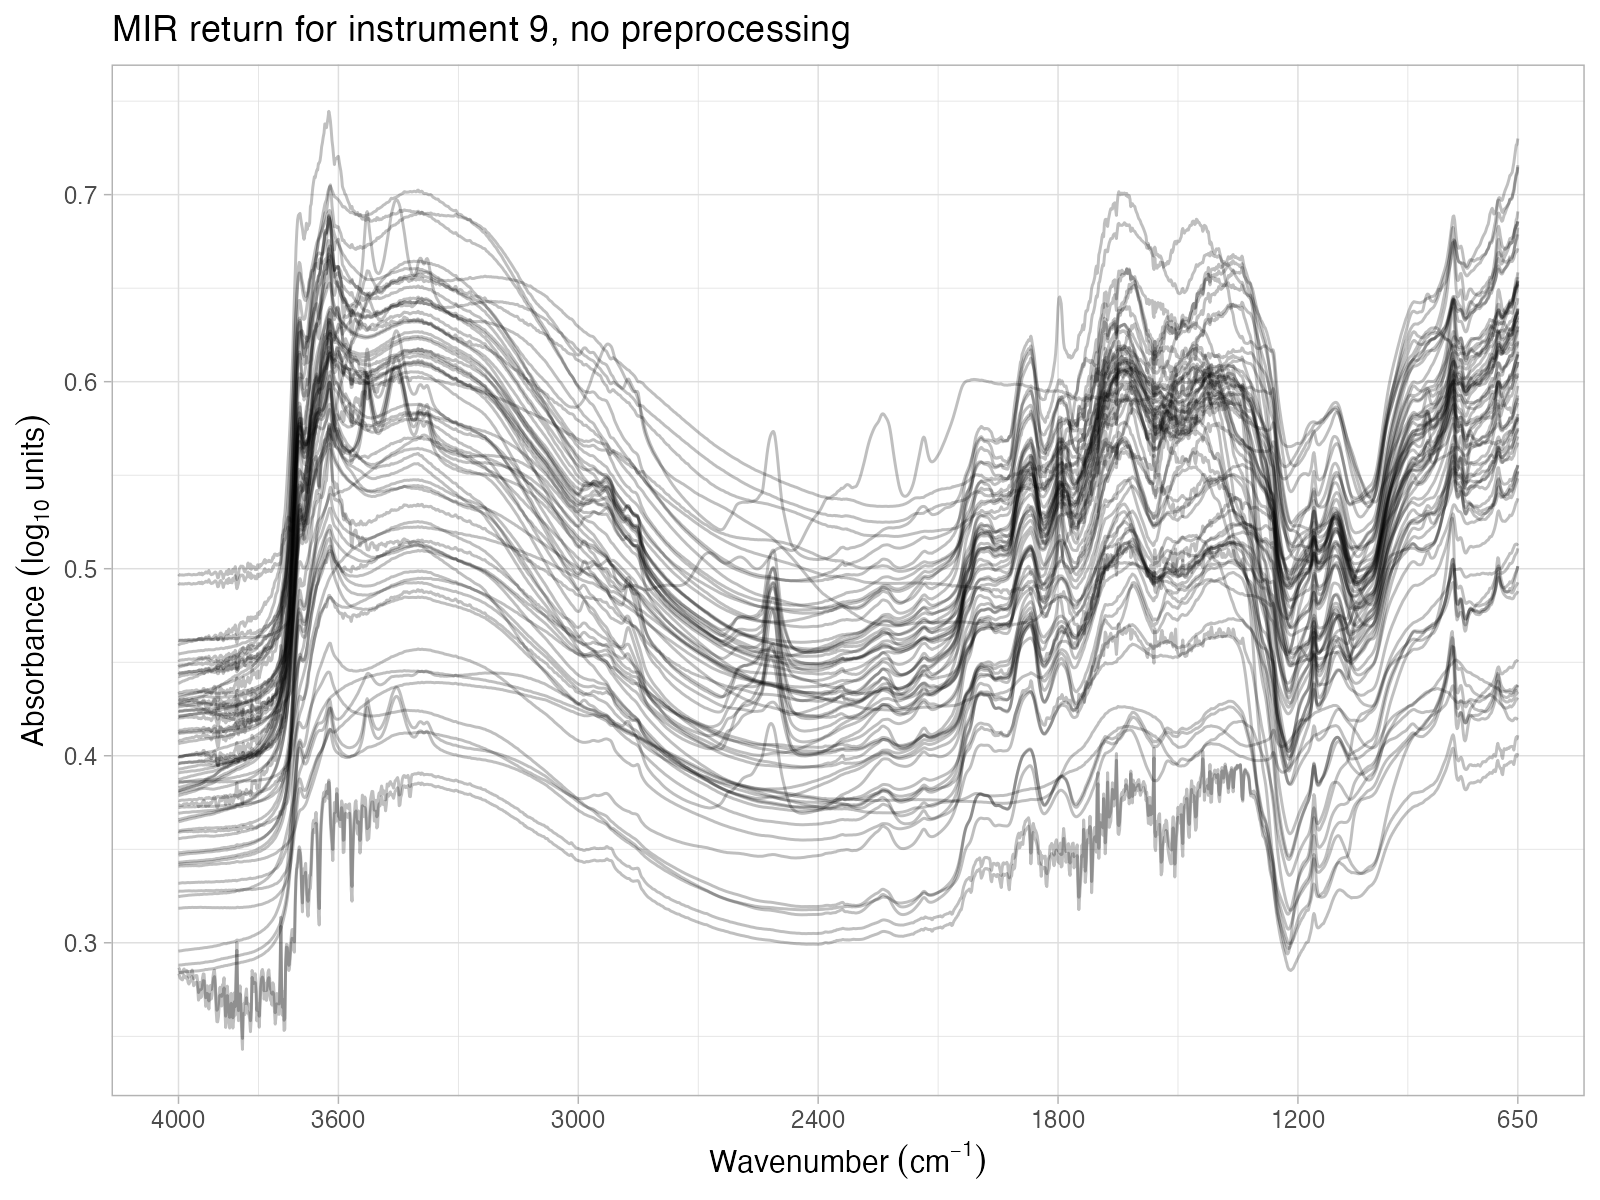 MIR return for instrument 9, no preprocessing
Absorbance (log₁₀ units)
0.7
0.6
0.5
0.4
0.3
4000 3600 3000 2400 1800 1200 650
Wavenumber (cm⁻¹)